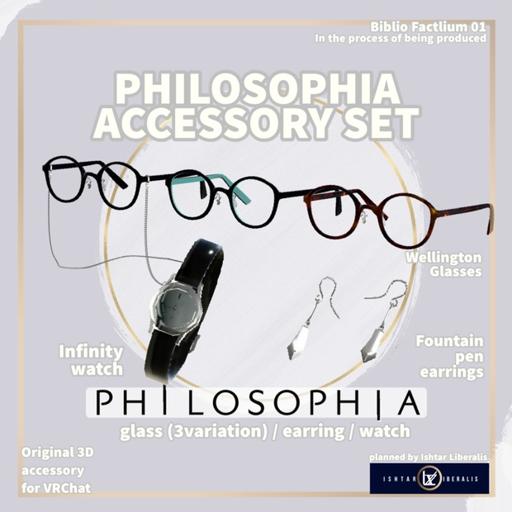 Biblio Factlium 01
In the process of being produced
PHILOSOPHIA
ACCESSORY SET
Wellington
Glasses
Infinity
watch
Fountain
pen
earrings
PHILOSOPHIA
glass (3variation) / earring / watch
Original 3D
accessory
for VRChat
planned by Ishtar Liberalis
ISHTAR LIBERALIS